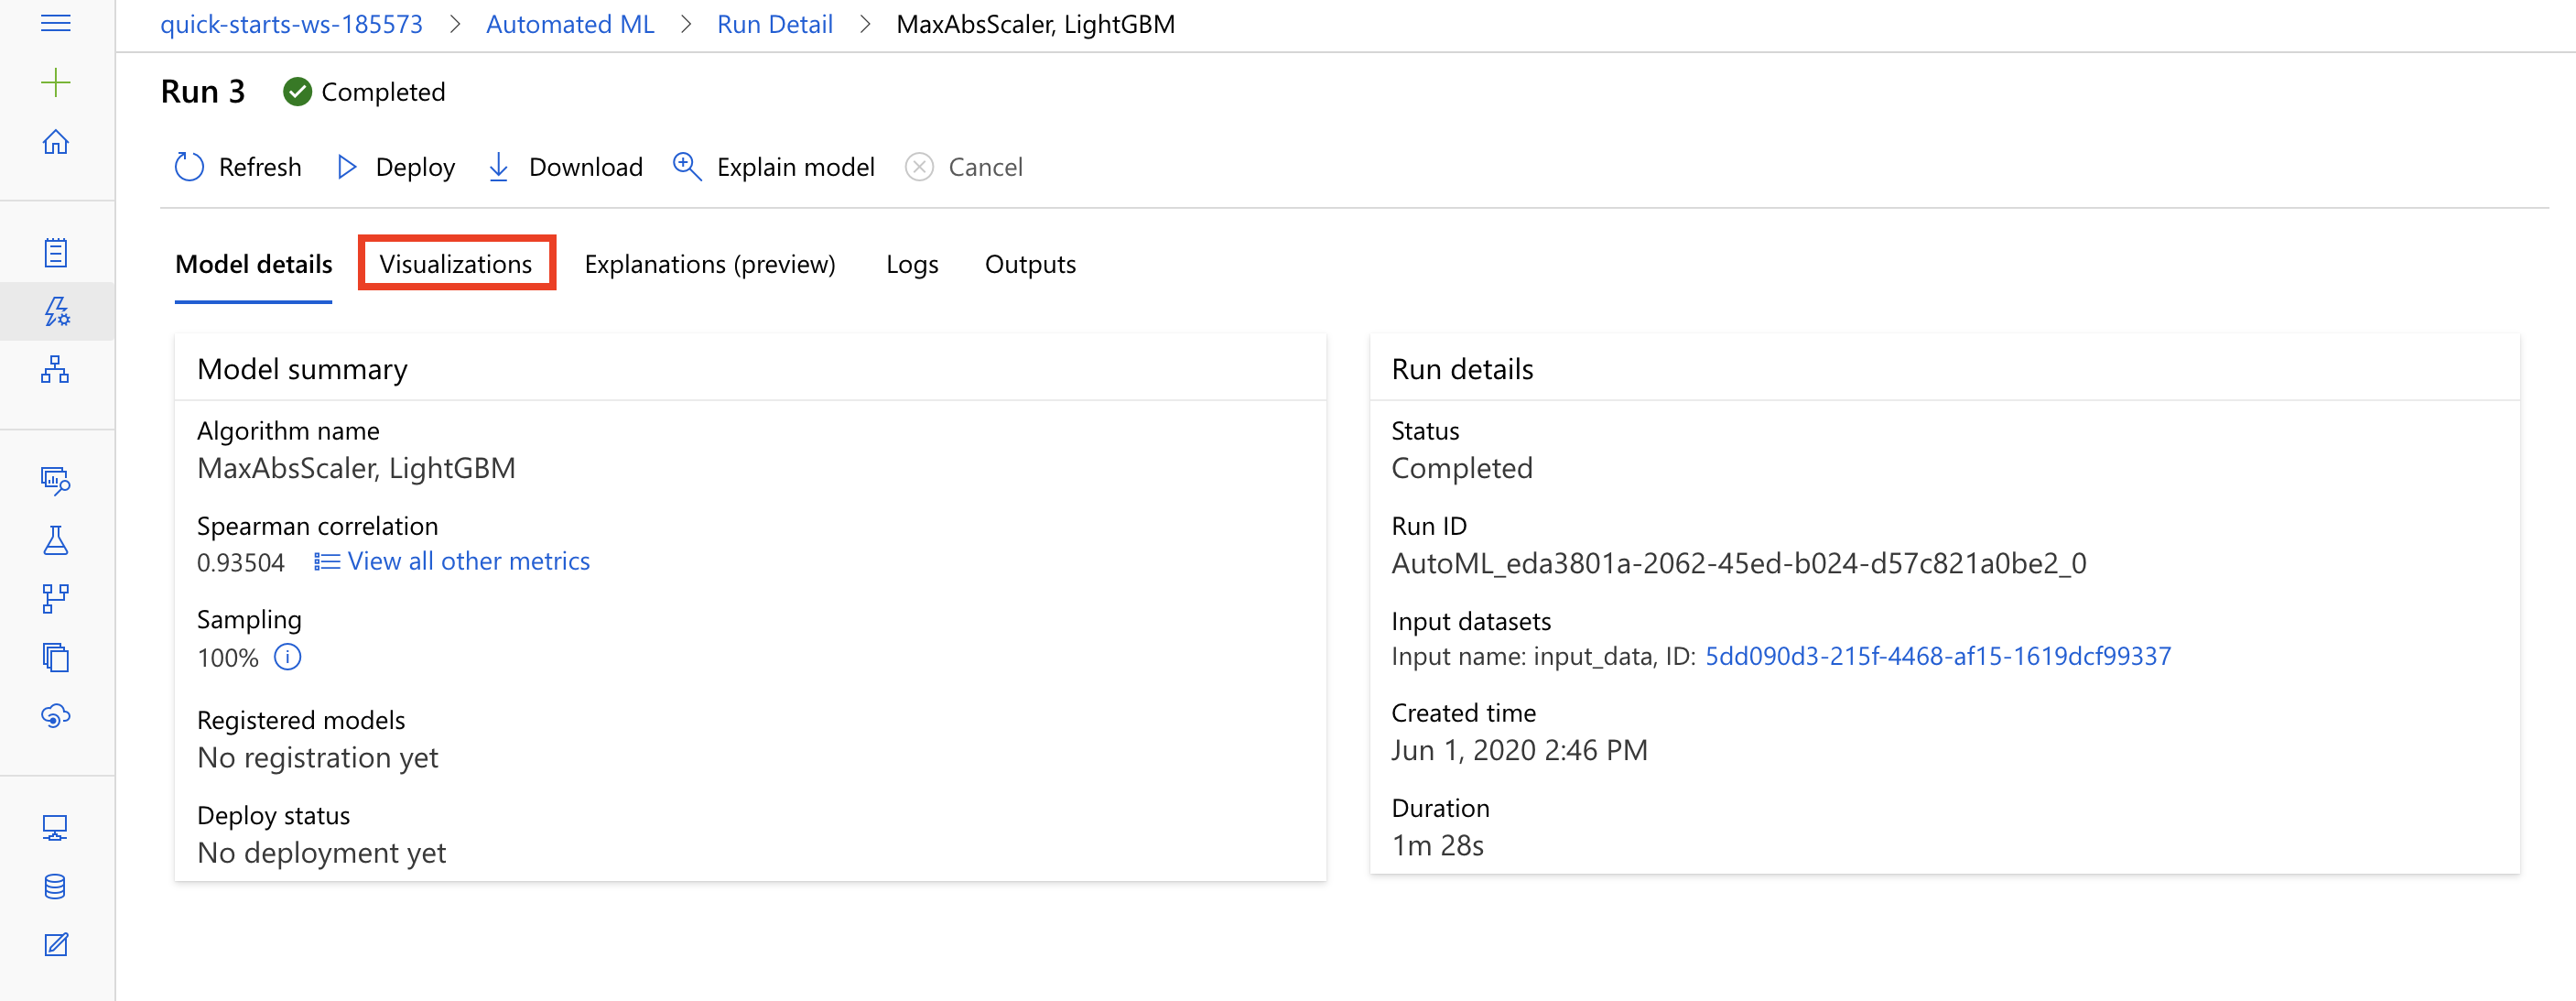 quick-starts-ws-185573 > Automated ML > Run Detail > MaxAbsScaler, LightGBM
Run 3 Completed
Refresh Deploy Download Explain model Cancel
Model details Visualizations Explanations (preview) Logs Outputs
Model summary
Algorithm name
MaxAbsScaler, LightGBM
Spearman correlation
0.93504 View all other metrics
Sampling
100%
Registered models
No registration yet
Deploy status
No deployment yet
Run details
Status
Completed
Run ID
AutoML_eda3801a-2062-45ed-b024-d57c821a0be2_0
Input datasets
Input name: input_data, ID: 5dd090d3-215f-4468-af15-1619dcf99337
Created time
Jun 1, 2020 2:46 PM
Duration
1m 28s